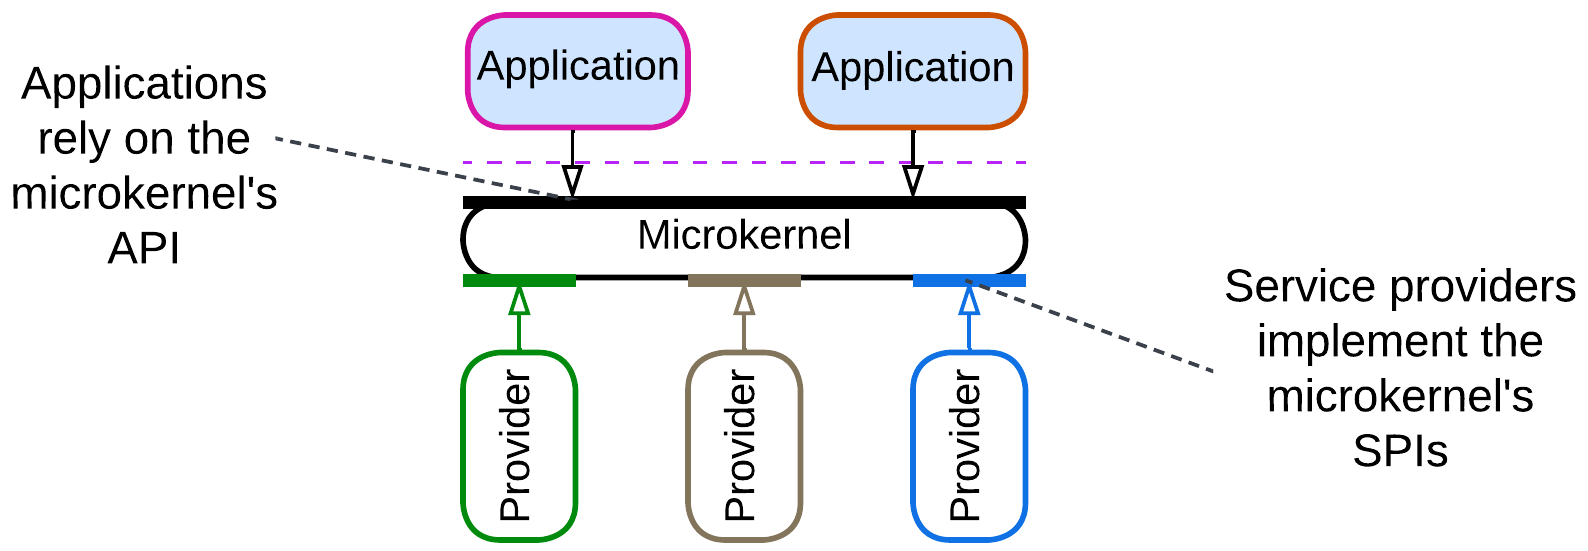 Application
Application
Applications
rely on the
microkernel's
API
Microkernel
Service providers
implement the
microkernel's
SPIs
Provider
Provider
Provider